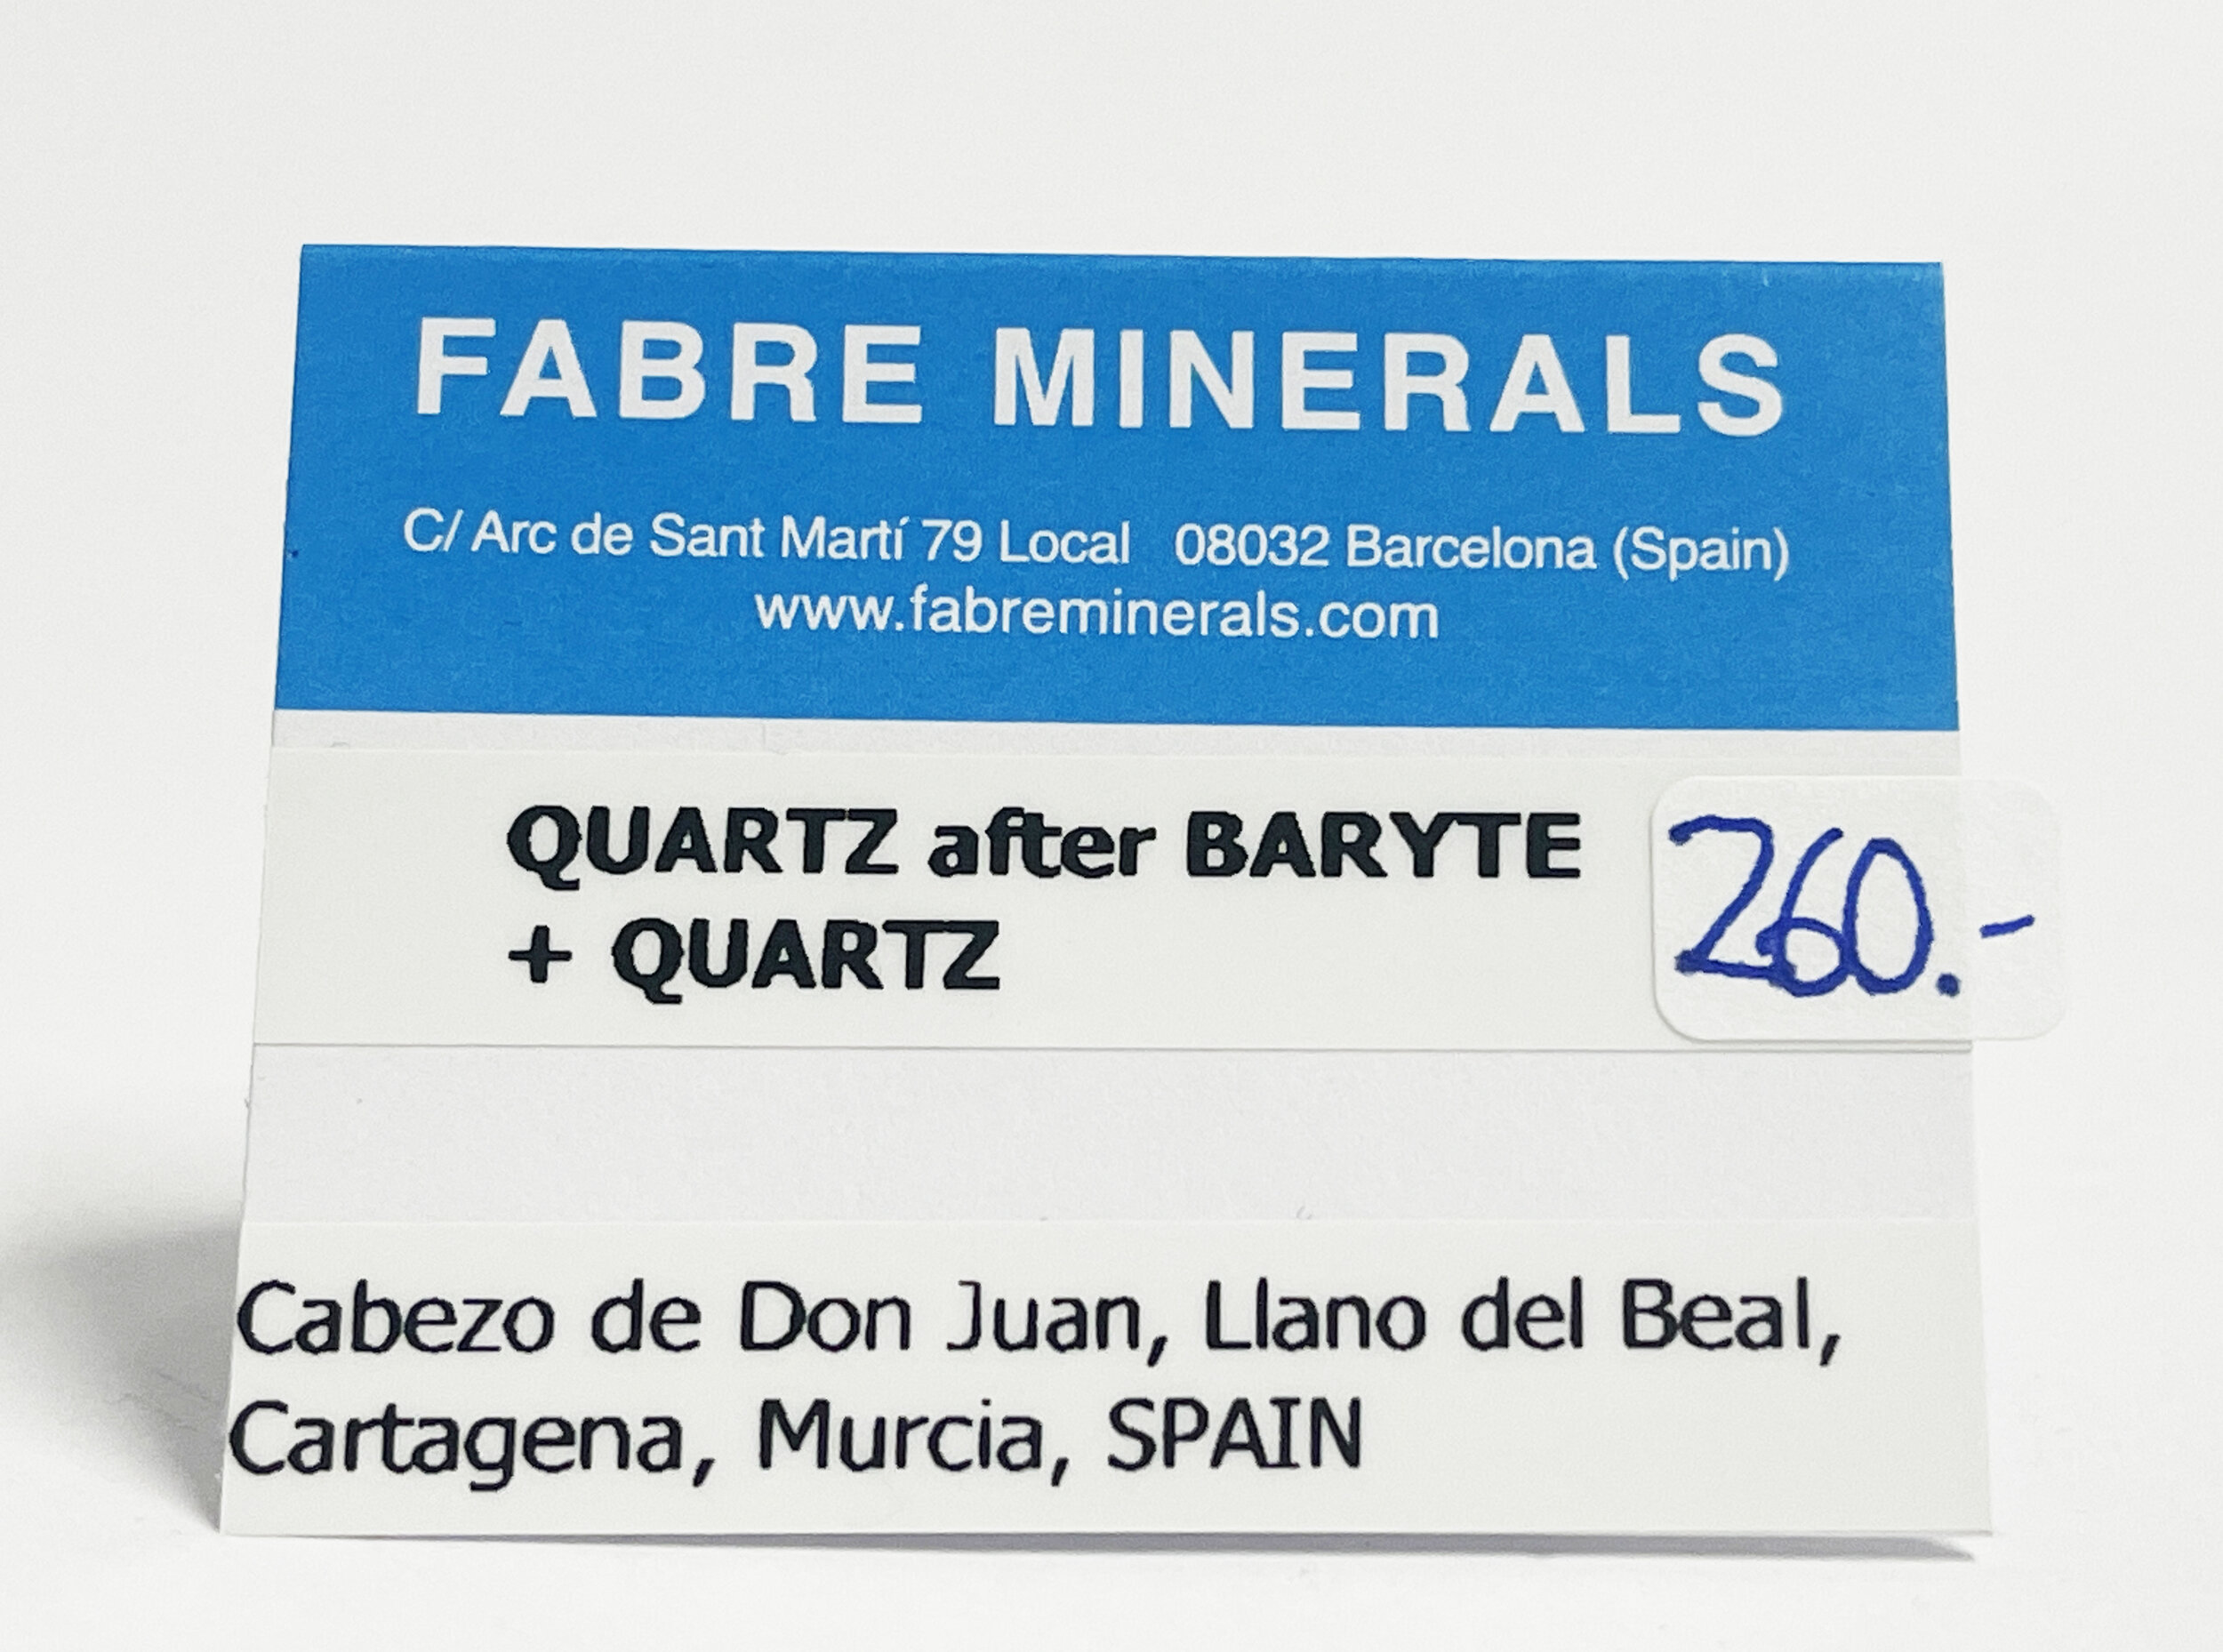 FABRE MINERALS
C/ Arc de Sant Martí 79 Local 08032 Barcelona (Spain)
www.fabreminerals.com
QUARTZ after BARYTE
+ QUARTZ
260.-
Cabezo de Don Juan, Llano del Beal,
Cartagena, Murcia, SPAIN